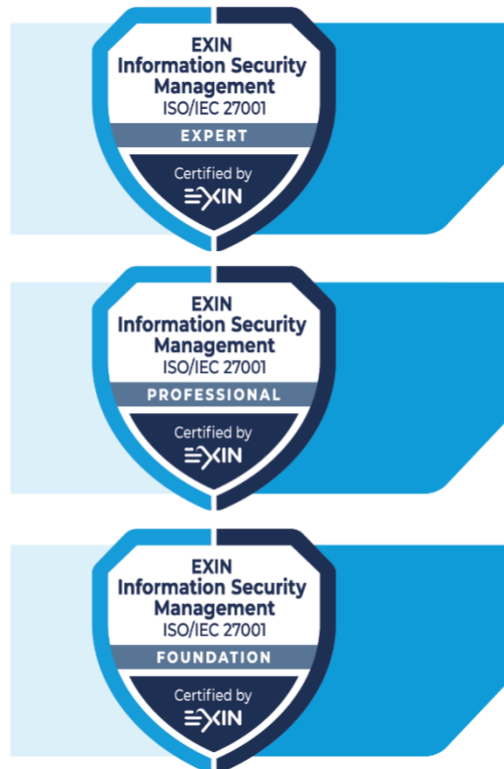 EXIN
Information Security
Management
ISO/IEC 27001
EXPERT
Certified by
EXIN
EXIN
Information Security
Management
ISO/IEC 27001
PROFESSIONAL
Certified by
EXIN
EXIN
Information Security
Management
ISO/IEC 27001
FOUNDATION
Certified by
EXIN